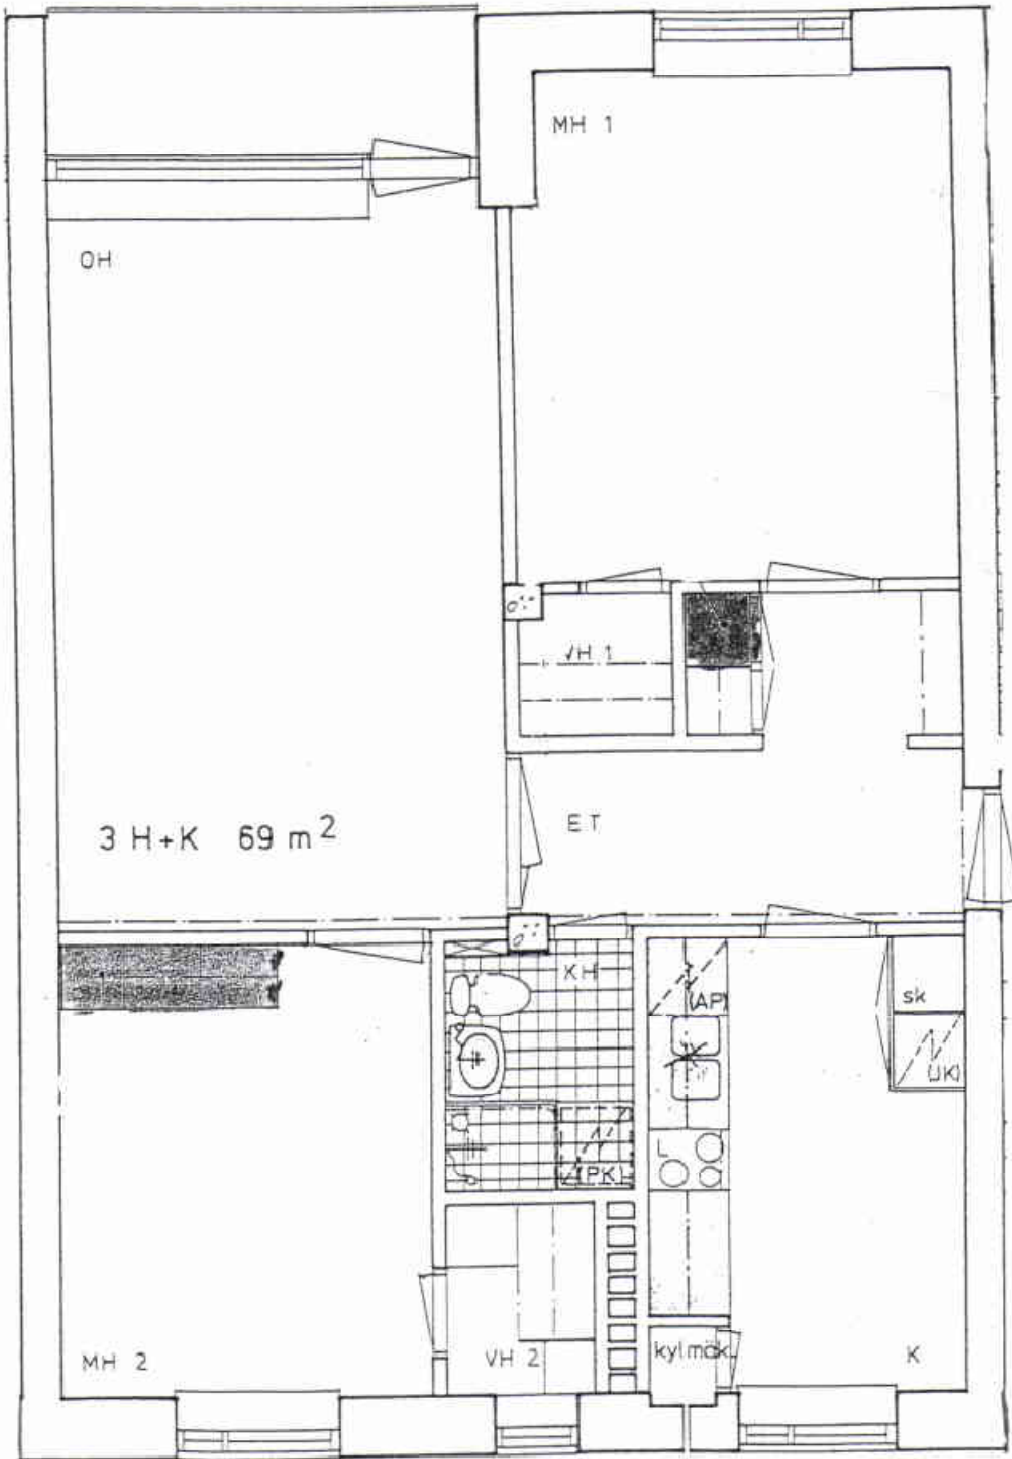 MH 1
OH
VH 1
3 H+K 69 m²
ET
KH
(AP)
sk
(JK)
L
(PK)
MH 2
VH 2
kylmäk.
K